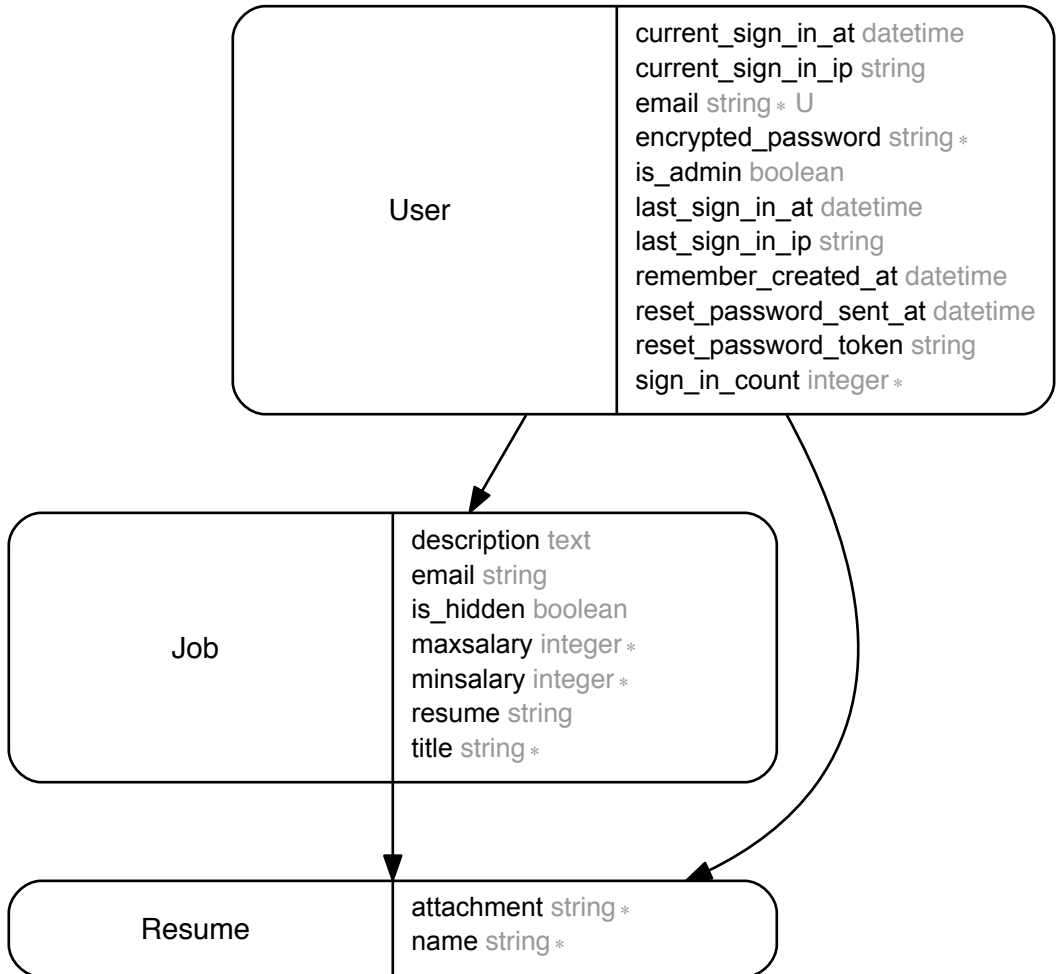 User
current_sign_in_at datetime
current_sign_in_ip string
email string * U
encrypted_password string *
is_admin boolean
last_sign_in_at datetime
last_sign_in_ip string
remember_created_at datetime
reset_password_sent_at datetime
reset_password_token string
sign_in_count integer *
Job
description text
email string
is_hidden boolean
maxsalary integer *
minsalary integer *
resume string
title string *
Resume
attachment string *
name string *